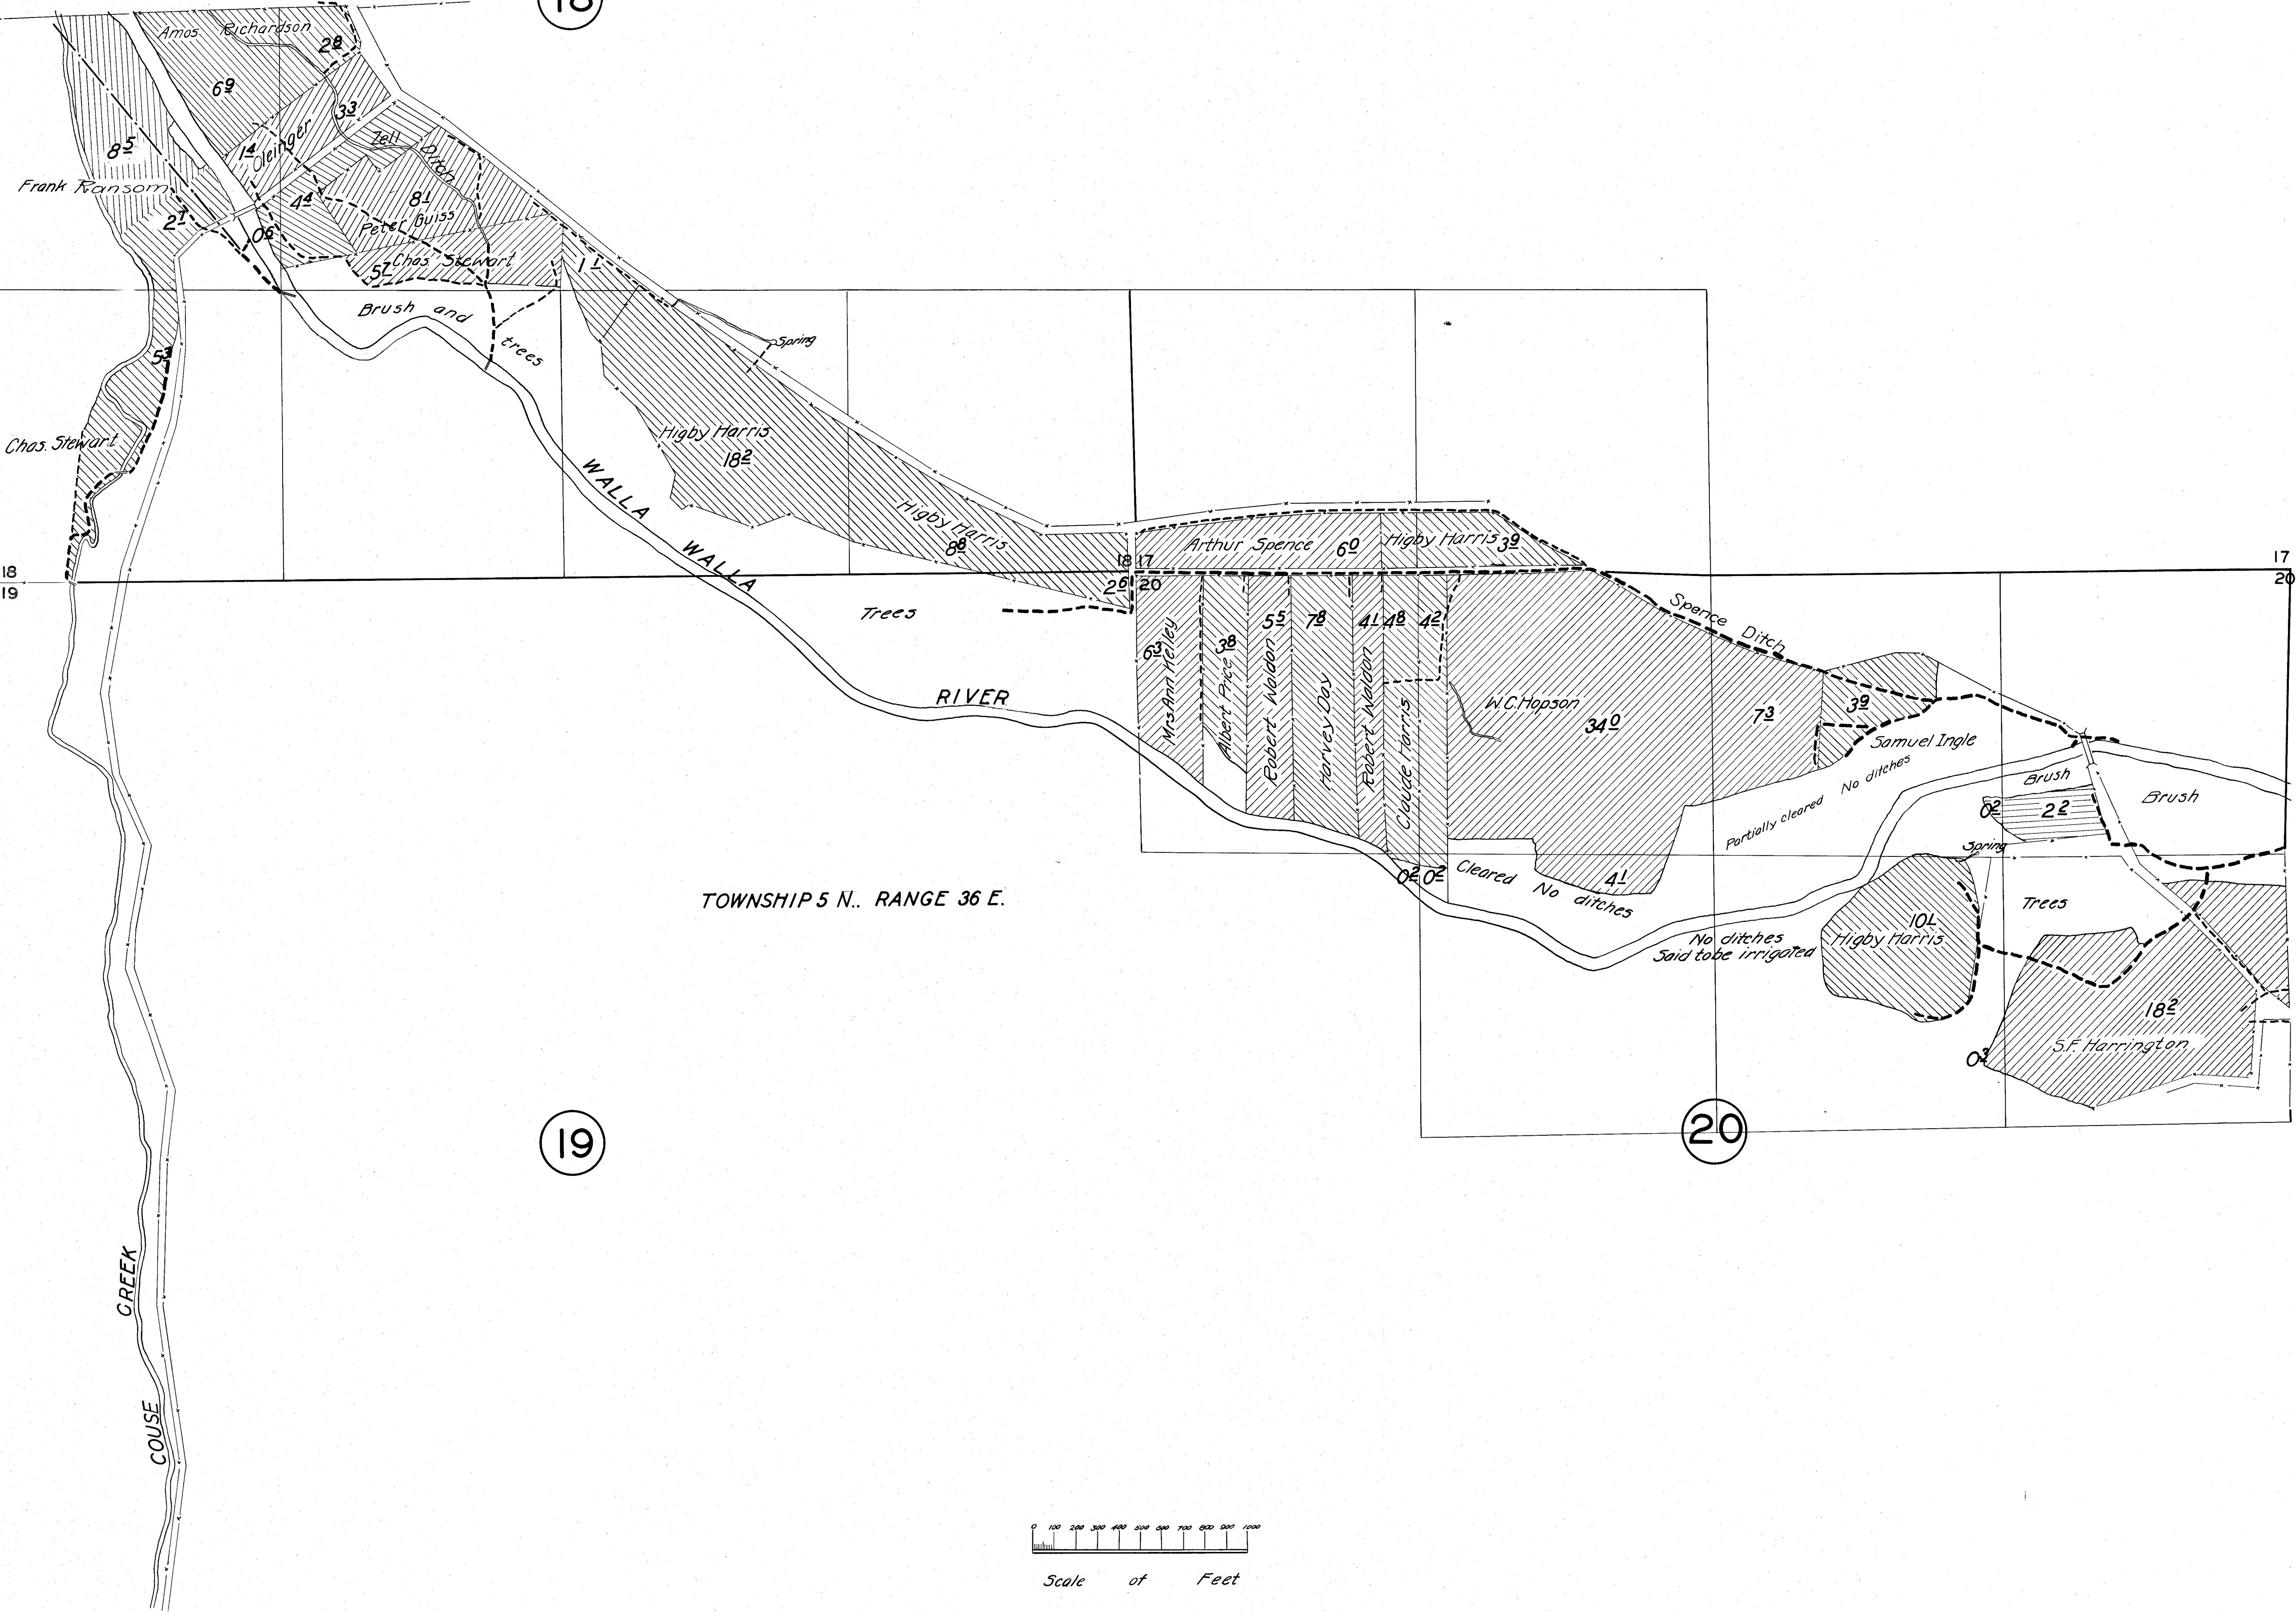 18
Amos Richardson
2 8
6 9
3 3
Zell Ditch
8 5
1 4
Oleinger
Frank Ransom
4 4
8 1
Peter Buiss
2 1
0 6
Chas. Stewart
5 7
1 1
Brush and
trees
Spring
5 3
Chas. Stewart
Higby Harris
18 2
WALLA
WALLA
RIVER
Higby Harris
8 8
2 6
Arthur Spence 6 0
Higby Harris 3 9
18 17
20
18
19
17
20
Trees
Spence Ditch
6 3
Mrs Ann Kelley
3 8
Albert Price
5 5
Robert Waldon
7 8
Harvey Day
4 1
Robert Waldon
4 8
4 2
Claude Harris
W.C. Hopson
34 0
7 3
3 9
Samuel Ingle
Partially cleared No ditches
Brush
Brush
0 2
2 2
Spring
0 2 0 2
Cleared No ditches
4 1
TOWNSHIP 5 N.. RANGE 36 E.
No ditches
Said to be irrigated
10 1
Higby Harris
Trees
18 2
S.F. Harrington
0 3
19
20
CREEK
COUSE
0 100 200 300 400 500 600 700 800 900 1000
Scale of Feet